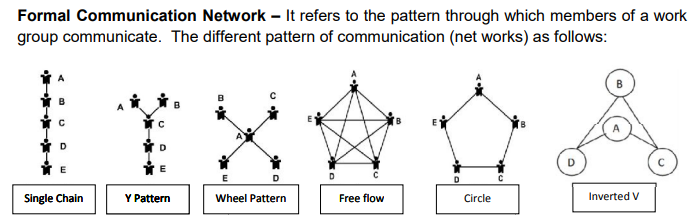 Formal Communication Network – It refers to the pattern through which members of a work
group communicate. The different pattern of communication (net works) as follows:
A
B
C
D
E
Single Chain
A
B
C
D
E
Y Pattern
B
C
A
E
D
Wheel Pattern
A
E
B
D
C
Free flow
A
E
B
D
C
Circle
B
A
D
C
Inverted V